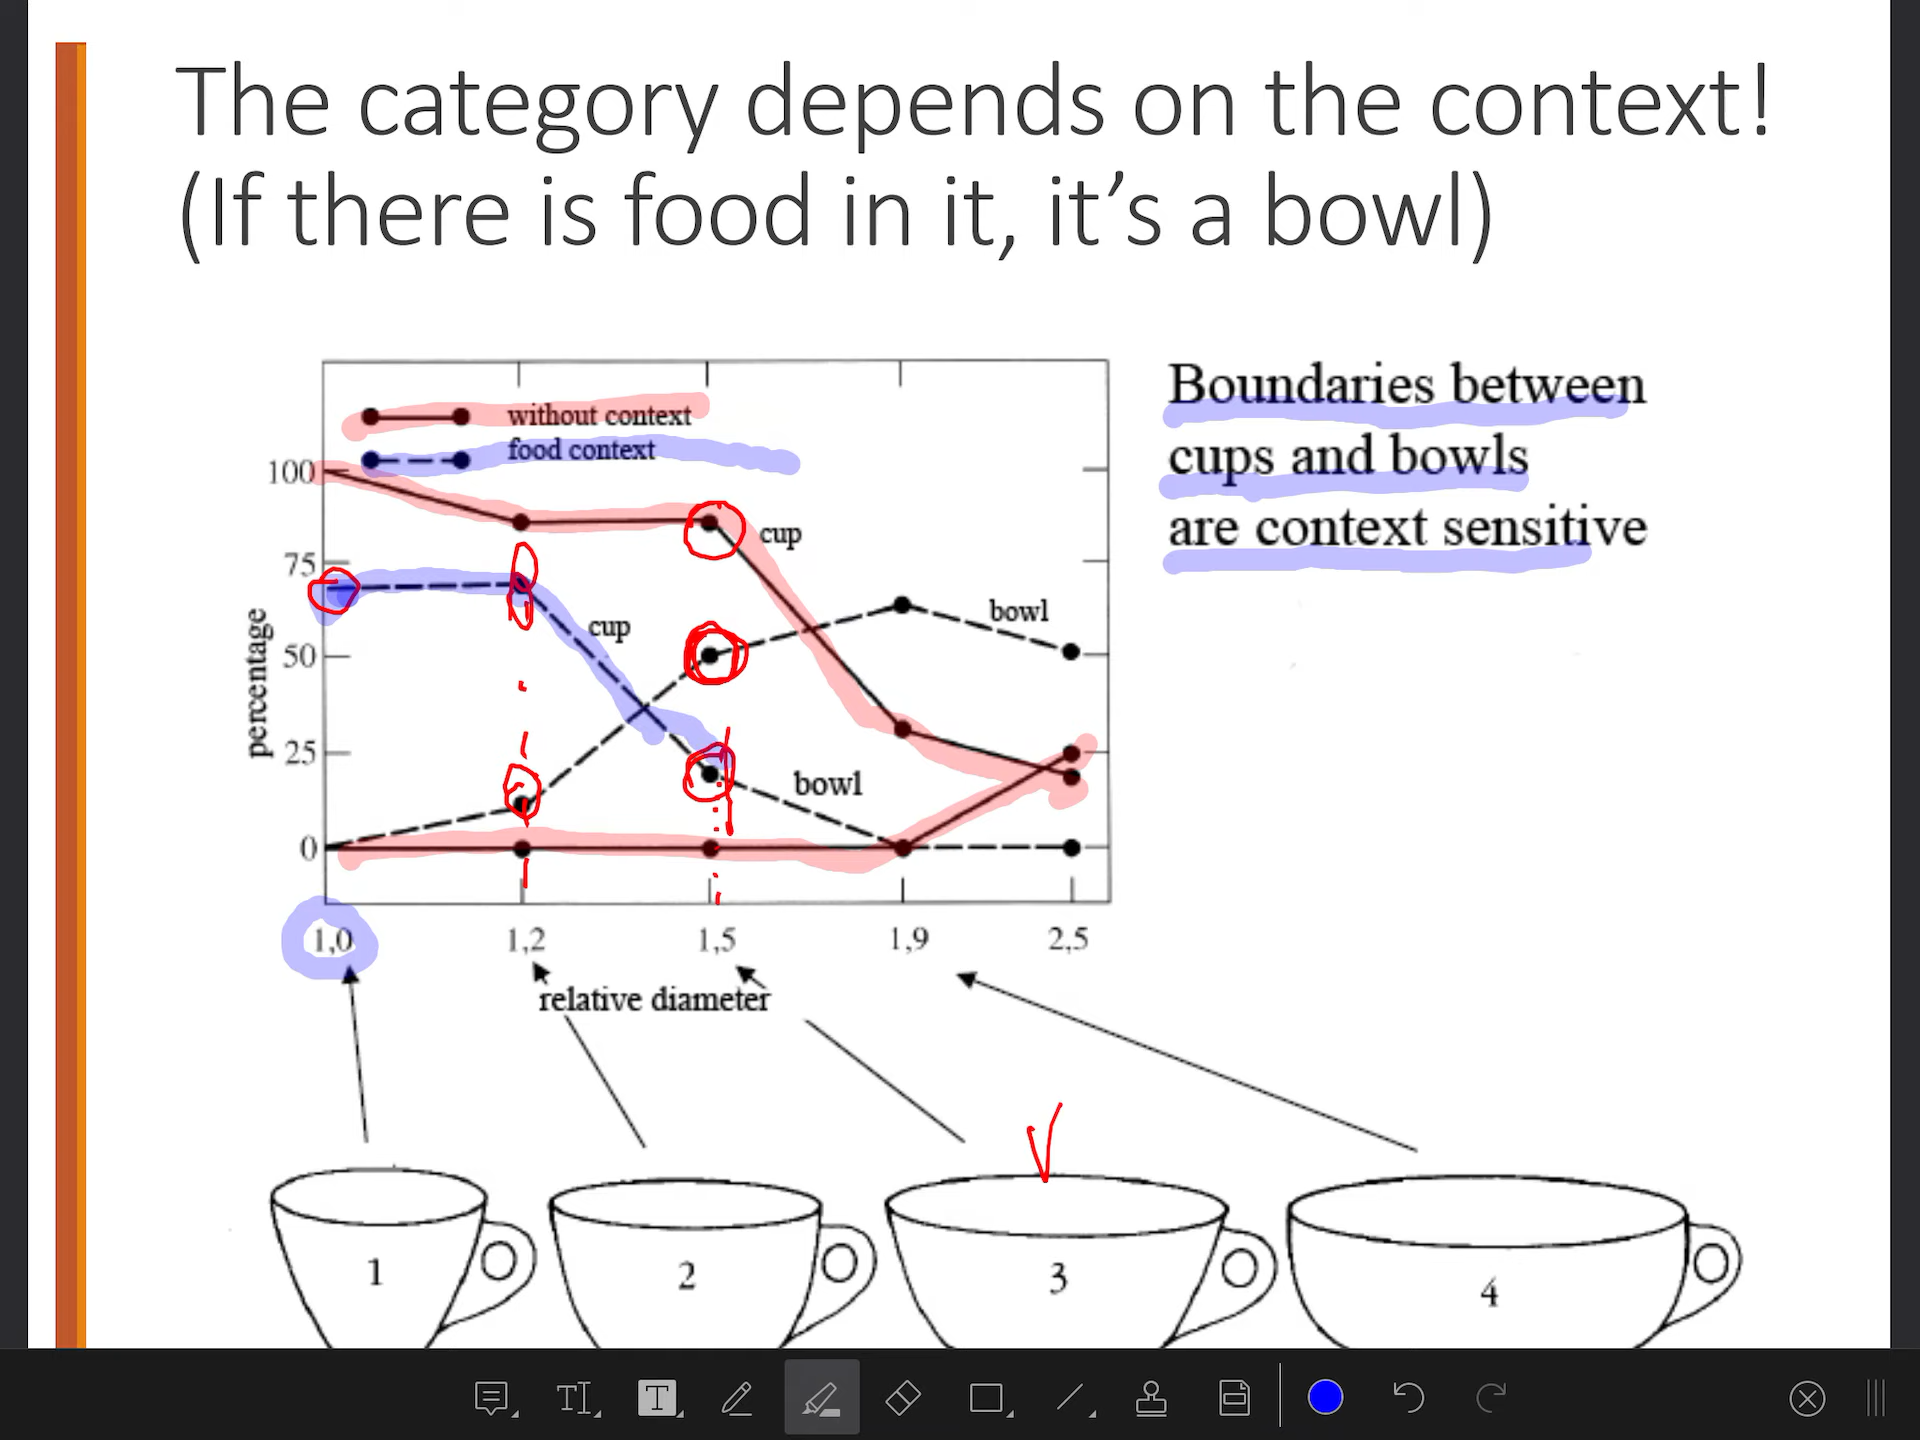 The category depends on the context!
(If there is food in it, it’s a bowl)
without context
food context
100
75
50
25
0
percentage
cup
cup
bowl
bowl
Boundaries between
cups and bowls
are context sensitive
1,0 1,2 1,5 1,9 2,5
relative diameter
1 2 3 4
TI
T